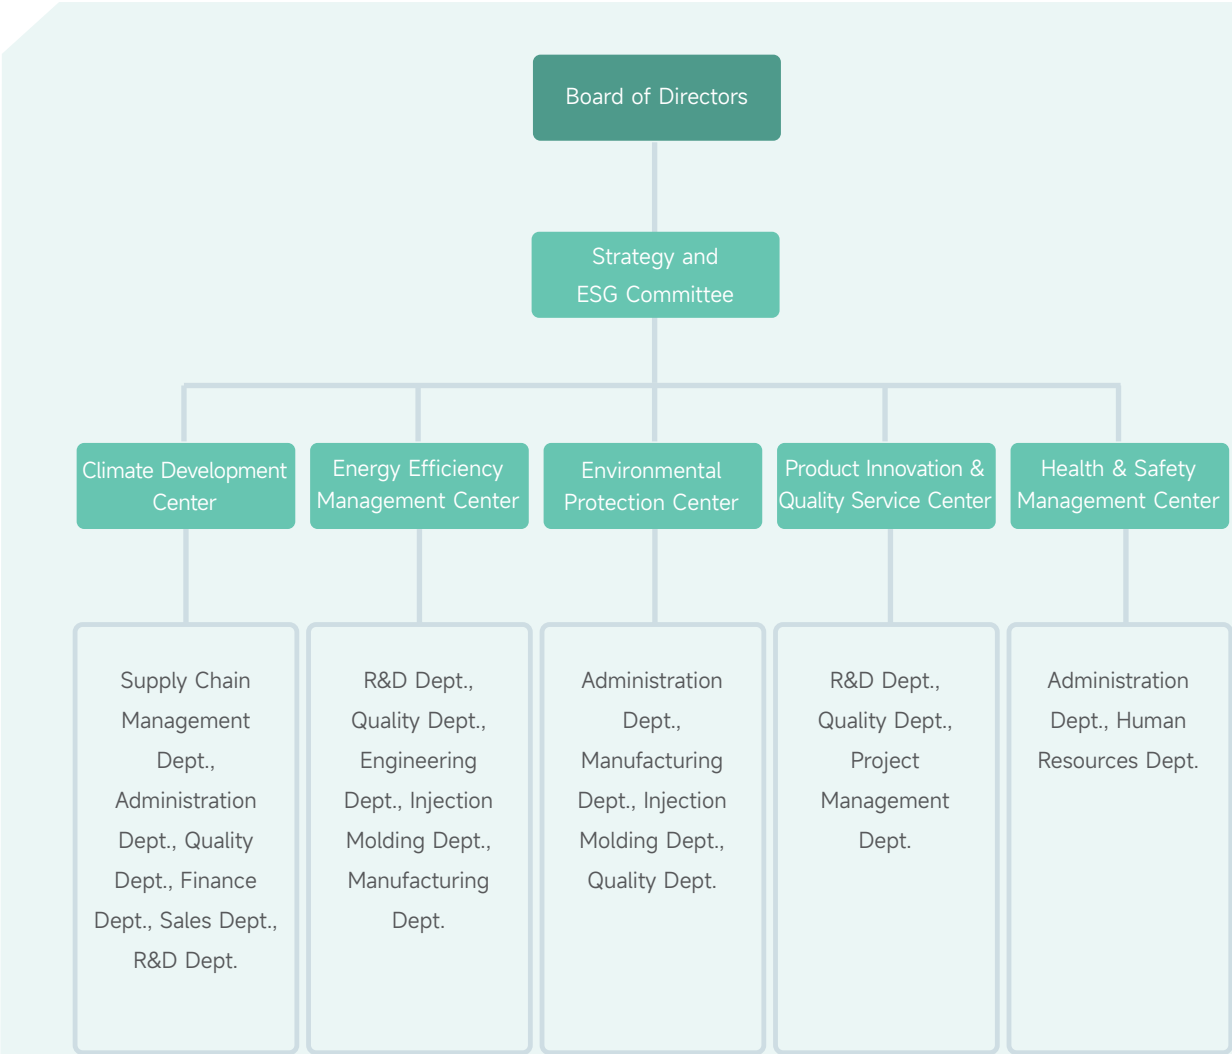 Board of Directors
Strategy and
ESG Committee
Climate Development
Center
Energy Efficiency
Management Center
Environmental
Protection Center
Product Innovation &
Quality Service Center
Health & Safety
Management Center
Supply Chain
Management
Dept.,
Administration
Dept., Quality
Dept., Finance
Dept., Sales Dept.,
R&D Dept.
R&D Dept.,
Quality Dept.,
Engineering
Dept., Injection
Molding Dept.,
Manufacturing
Dept.
Administration
Dept.,
Manufacturing
Dept., Injection
Molding Dept.,
Quality Dept.
R&D Dept.,
Quality Dept.,
Project
Management
Dept.
Administration
Dept., Human
Resources Dept.